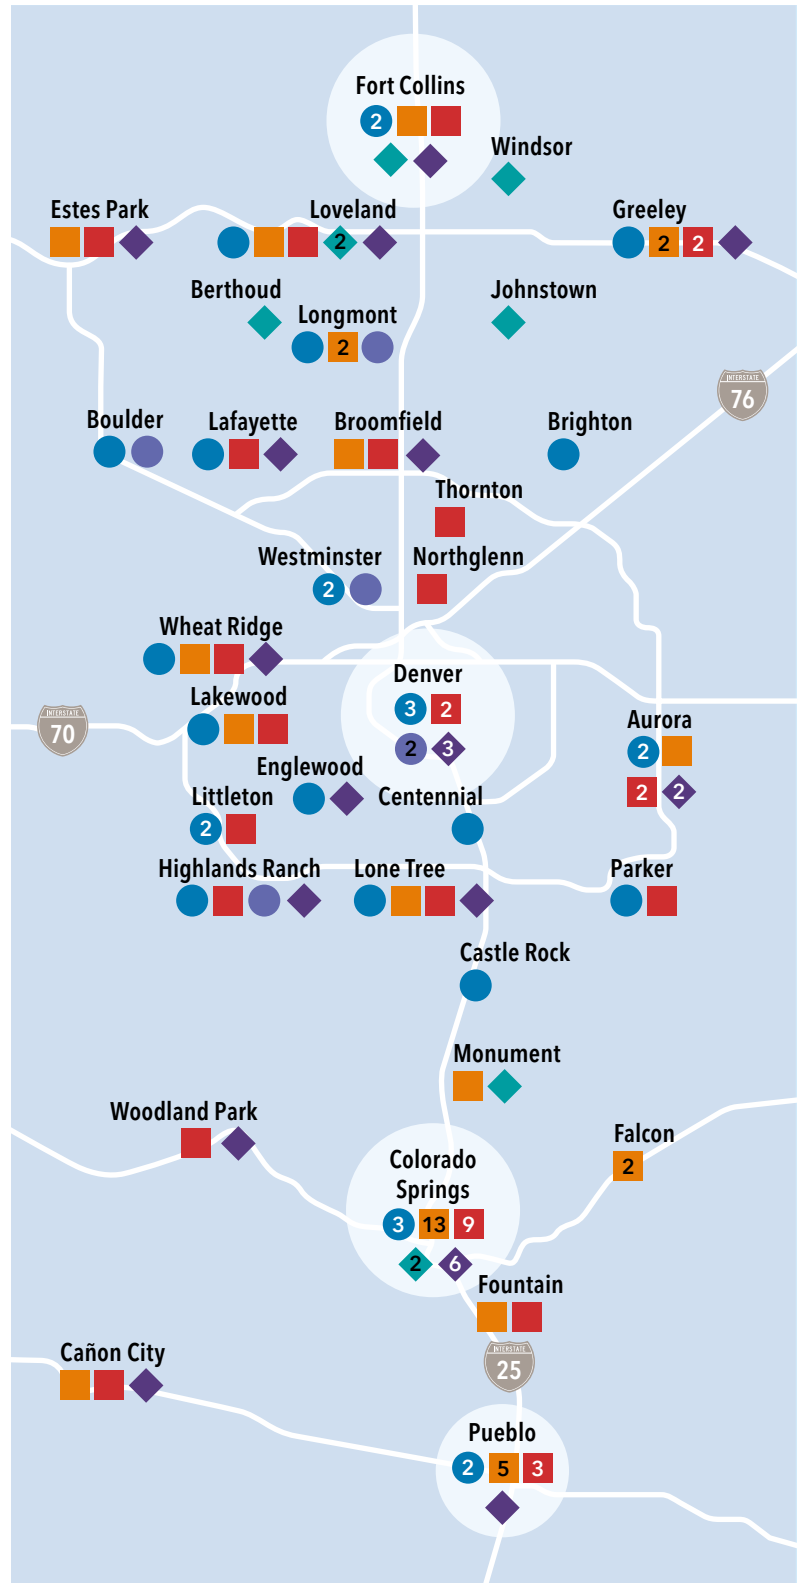 Fort Collins
2
Windsor
Estes Park
Loveland
2
Greeley
2 2
Berthoud
Johnstown
Longmont
2
INTERSTATE
76
Boulder
Lafayette
Broomfield
Brighton
Thornton
Westminster
2
Northglenn
Wheat Ridge
Denver
3 2
2 3
Lakewood
INTERSTATE
70
Aurora
2
2 2
Englewood
Littleton
2
Centennial
Highlands Ranch
Lone Tree
Parker
Castle Rock
Monument
Woodland Park
Falcon
2
Colorado
Springs
3 13 9
2 6
Fountain
INTERSTATE
25
Cañon City
Pueblo
2 5 3